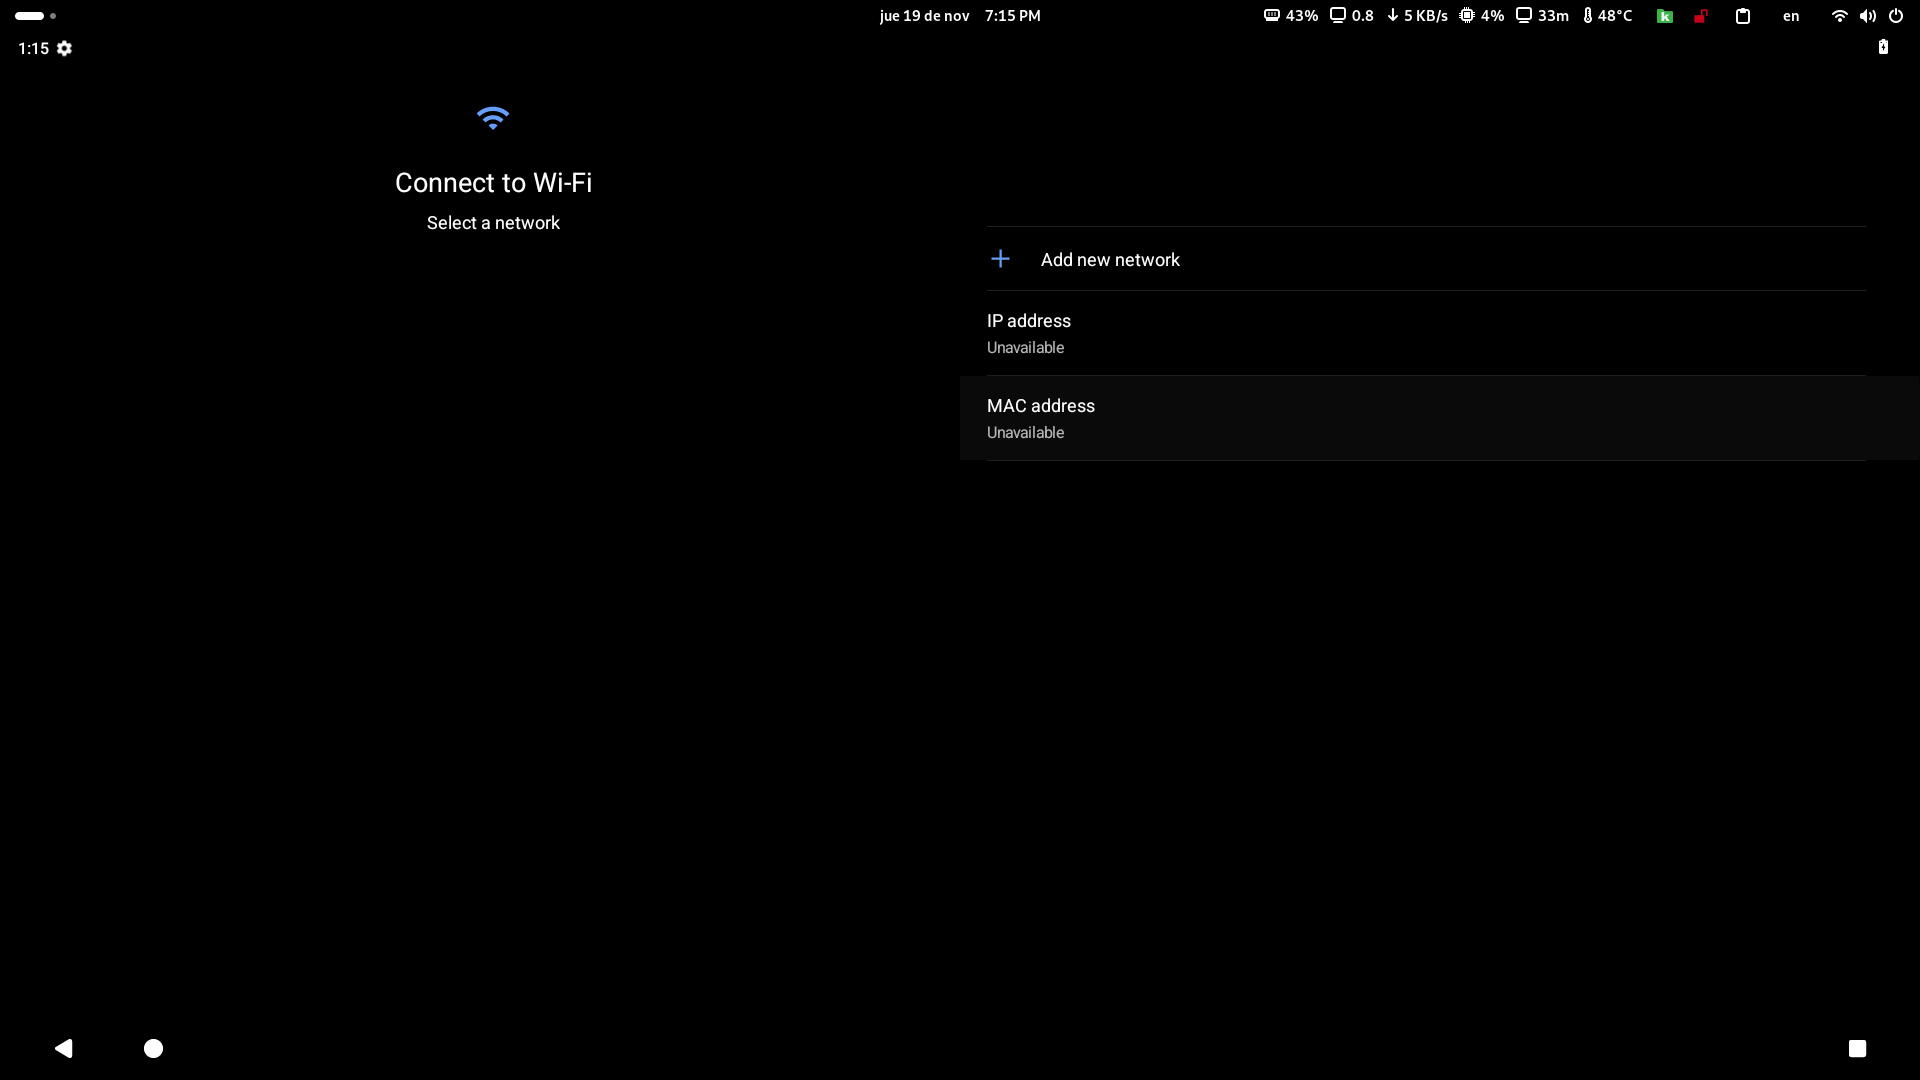 jue 19 de nov 7:15 PM
43% 0.8 5 KB/s 4% 33m 48°C k en
1:15
Connect to Wi-Fi
Select a network
Add new network
IP address
Unavailable
MAC address
Unavailable